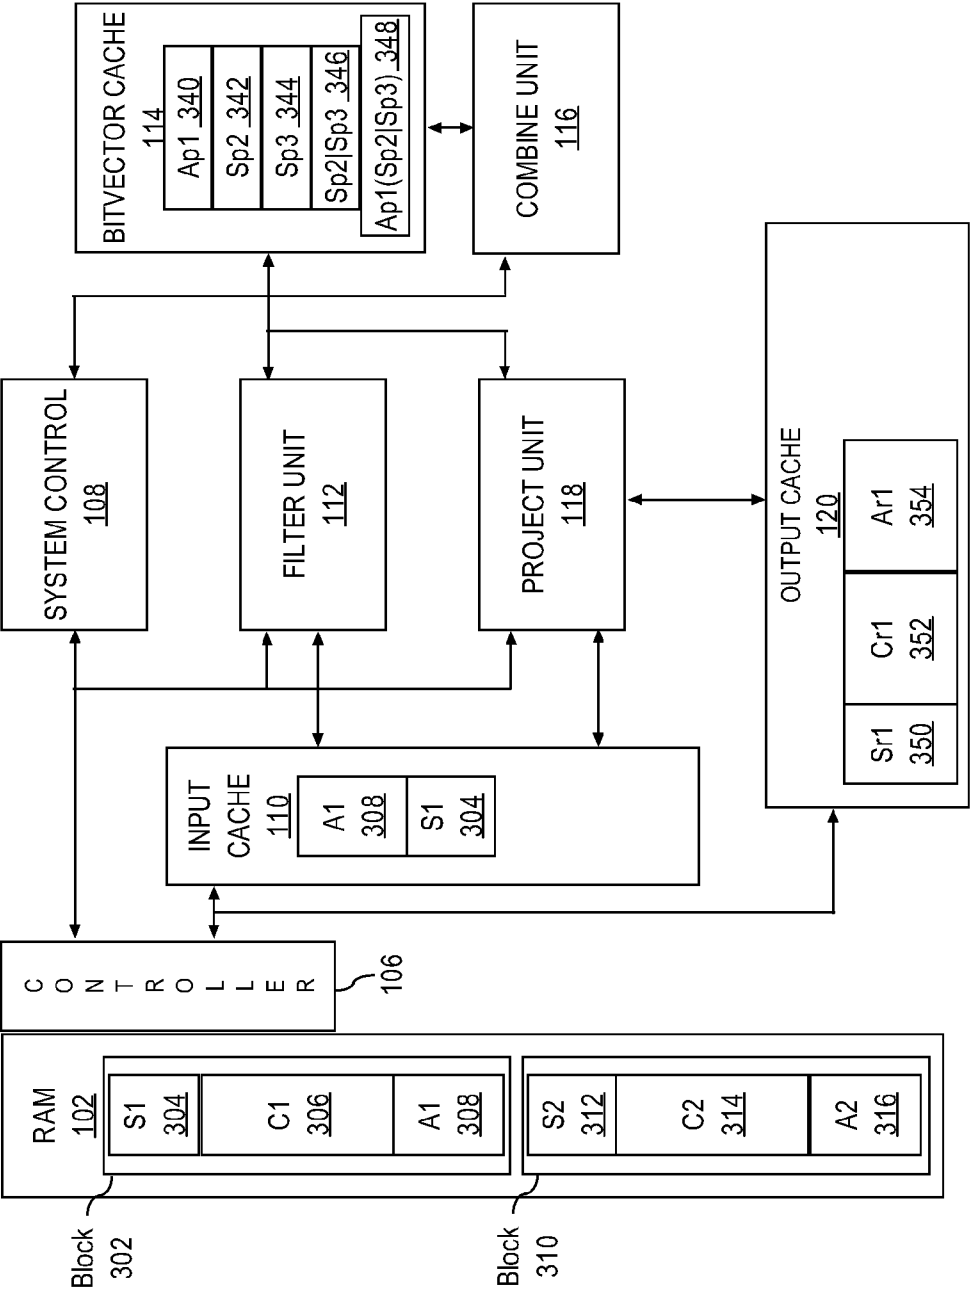 Block
302
Block
310
RAM
102
S1
304
C1
306
A1
308
S2
312
C2
314
A2
316
CONTROLLER
106
INPUT
CACHE
110
A1
308
S1
304
SYSTEM CONTROL
108
FILTER UNIT
112
PROJECT UNIT
118
BITVECTOR CACHE
114
Ap1 340
Sp2 342
Sp3 344
Sp2|Sp3 346
Ap1(Sp2|Sp3) 348
COMBINE UNIT
116
OUTPUT CACHE
120
Sr1
350
Cr1
352
Ar1
354